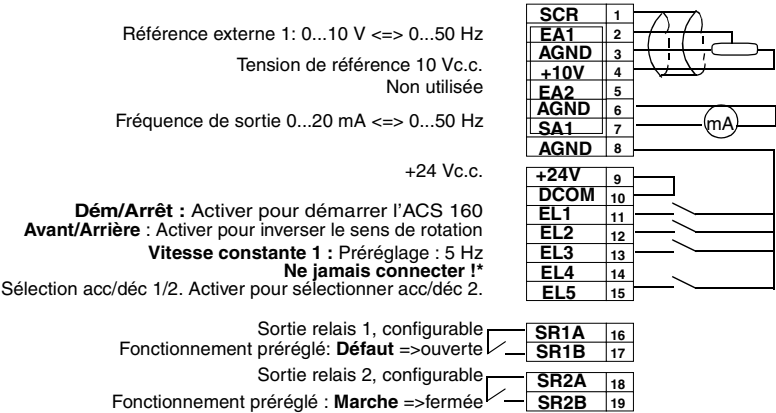 SCR 1
Référence externe 1: 0...10 V <=> 0...50 Hz EA1 2
AGND 3
Tension de référence 10 Vc.c. +10V 4
Non utilisée EA2 5
AGND 6
Fréquence de sortie 0...20 mA <=> 0...50 Hz SA1 7
mA
AGND 8
+24 Vc.c. +24V 9
DCOM 10
Dém/Arrêt : Activer pour démarrer l'ACS 160 EL1 11
Avant/Arrière : Activer pour inverser le sens de rotation EL2 12
Vitesse constante 1 : Préréglage : 5 Hz EL3 13
Ne jamais connecter !* EL4 14
Sélection acc/déc 1/2. Activer pour sélectionner acc/déc 2. EL5 15
Sortie relais 1, configurable SR1A 16
Fonctionnement préréglé: Défaut =>ouverte SR1B 17
Sortie relais 2, configurable SR2A 18
Fonctionnement préréglé : Marche =>fermée SR2B 19